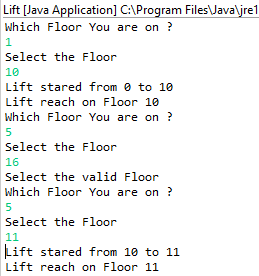 Lift [Java Application] C:\Program Files\Java\jre1
Which Floor You are on ?
1
Select the Floor
10
Lift stared from 0 to 10
Lift reach on Floor 10
Which Floor You are on ?
5
Select the Floor
16
Select the valid Floor
Which Floor You are on ?
5
Select the Floor
11
Lift stared from 10 to 11
Lift reach on Floor 11